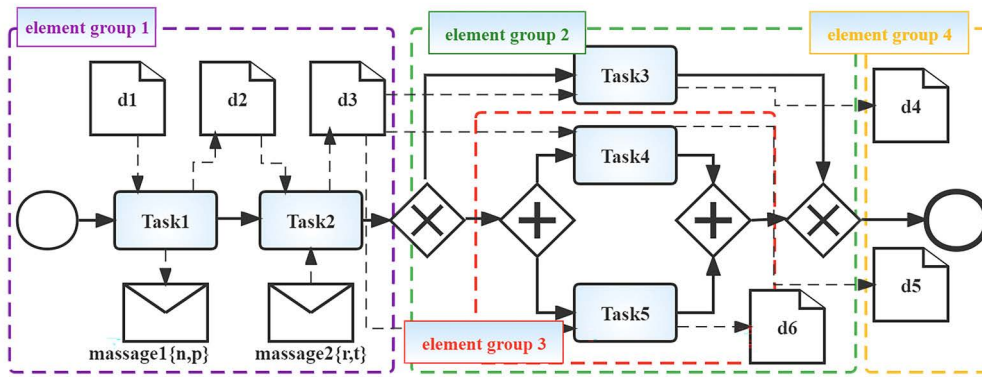 element group 1
element group 2
element group 4
d1
d2
d3
Task3
d4
Task4
Task1
Task2
d5
Task5
d6
element group 3
massage1{n,p}
massage2{r,t}